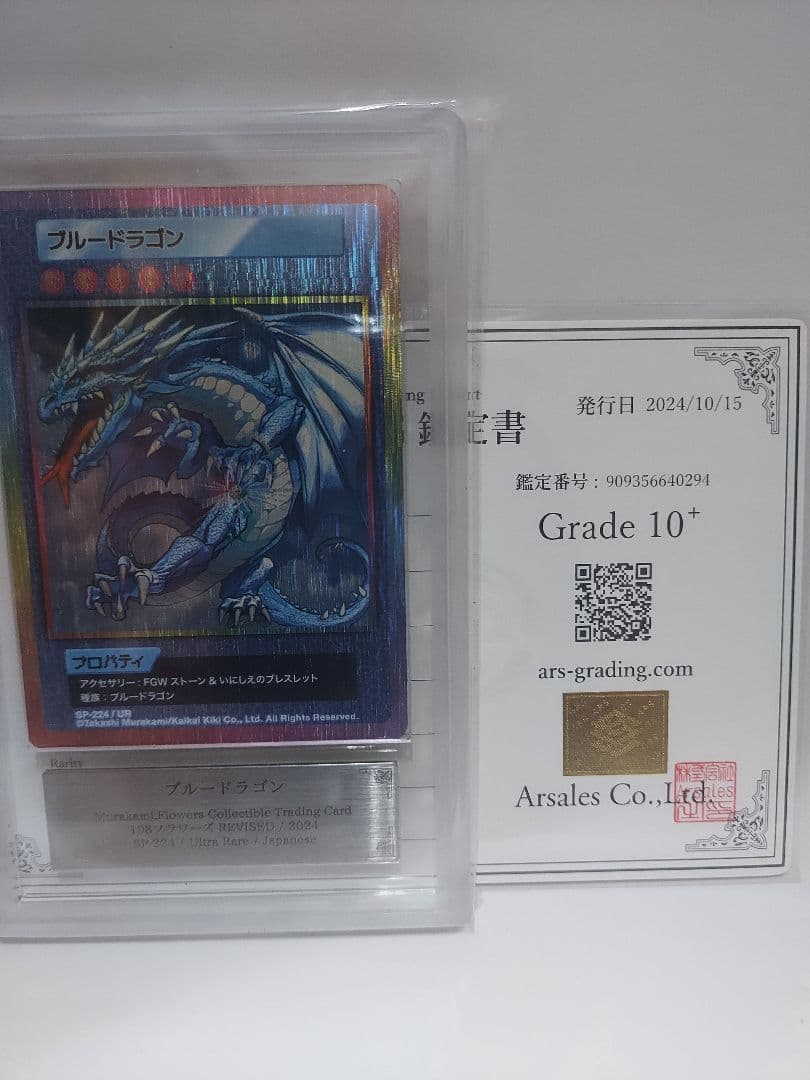 ブルードラゴン
プロパティ
アクセサリー : FGW ストーン & いにしえのブレスレット
種族 : ブルードラゴン
SP-224 / UR
©Takashi Murakami/Kaikai Kiki Co., Ltd. All Rights Reserved.
Rarity
ブルードラゴン
Murakami.Flowers Collectible Trading Card
108フラワーズ REVISED / 2024
SP-224 / Ultra Rare / Japanese
発行日 2024/10/15
鑑定書
鑑定番号 : 909356640294
Grade 10+
ars-grading.com
Arsales Co.,Ltd.